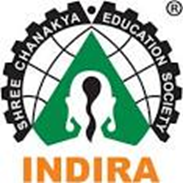 SHREE CHANAKYA EDUCATION SOCIETY
®
INDIRA